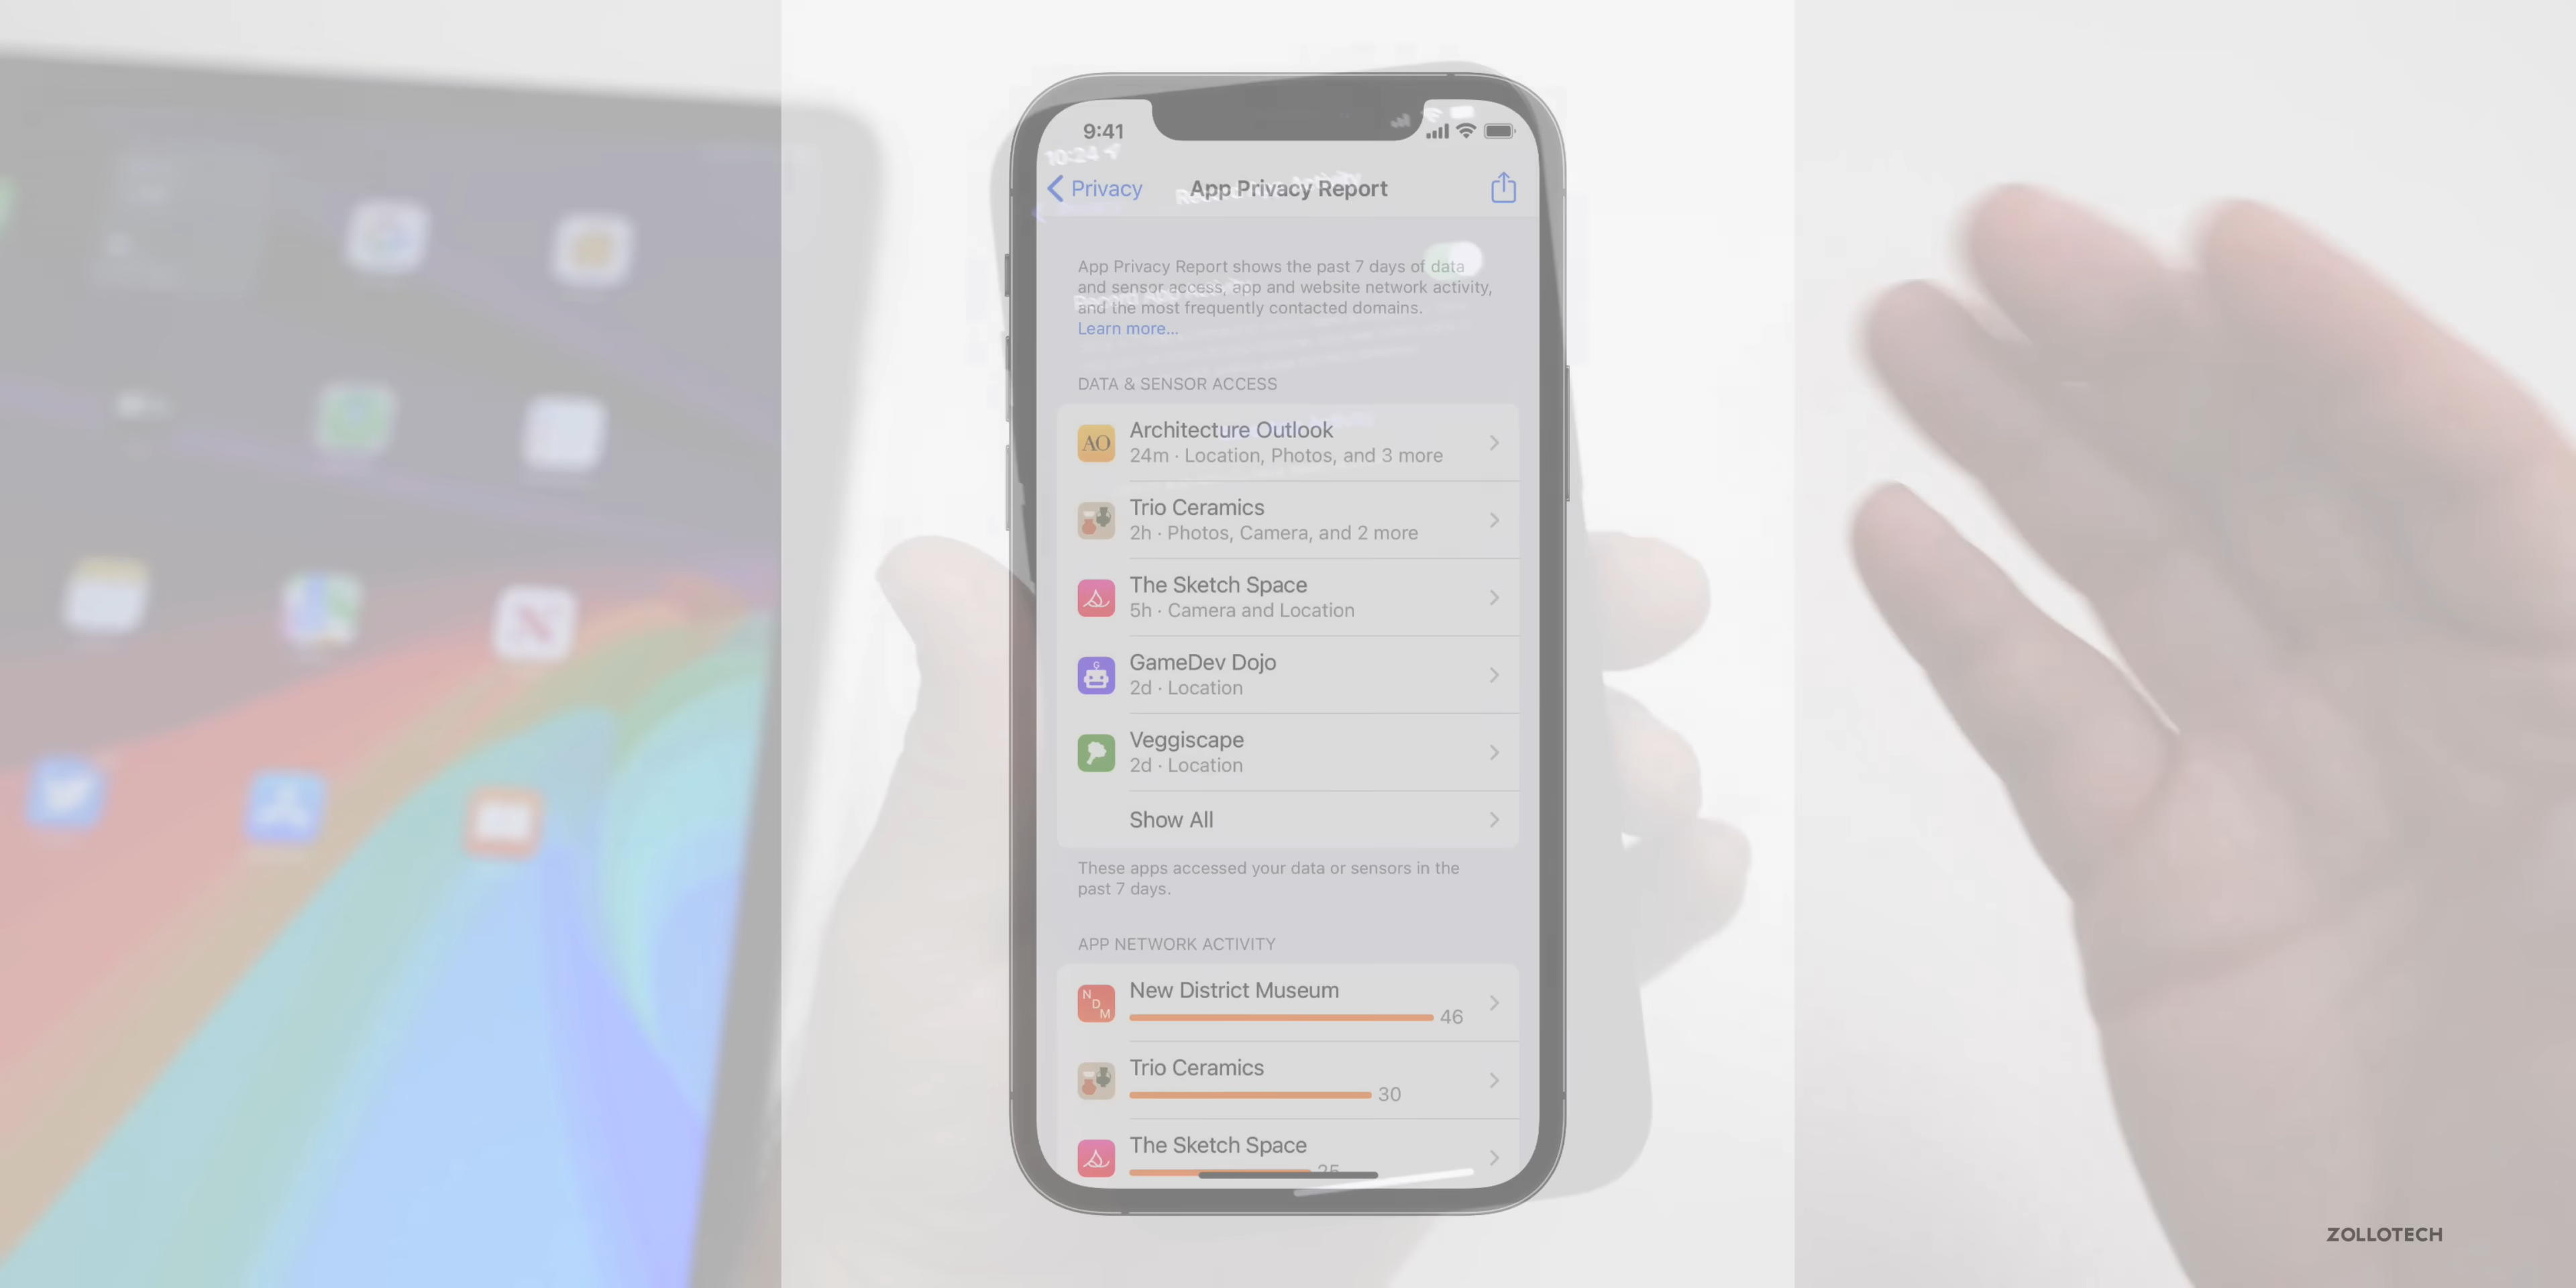 9:41
10:24
Privacy
App Privacy Report
App Privacy Report shows the past 7 days of data
and sensor access, app and website network activity,
and the most frequently contacted domains.
Learn more...
DATA & SENSOR ACCESS
AO
Architecture Outlook
24m · Location, Photos, and 3 more
Trio Ceramics
2h · Photos, Camera, and 2 more
The Sketch Space
5h · Camera and Location
G
GameDev Dojo
2d · Location
Veggiscape
2d · Location
Show All
These apps accessed your data or sensors in the
past 7 days.
APP NETWORK ACTIVITY
N
D
M
New District Museum
46
Trio Ceramics
30
The Sketch Space
25
ZOLLOTECH